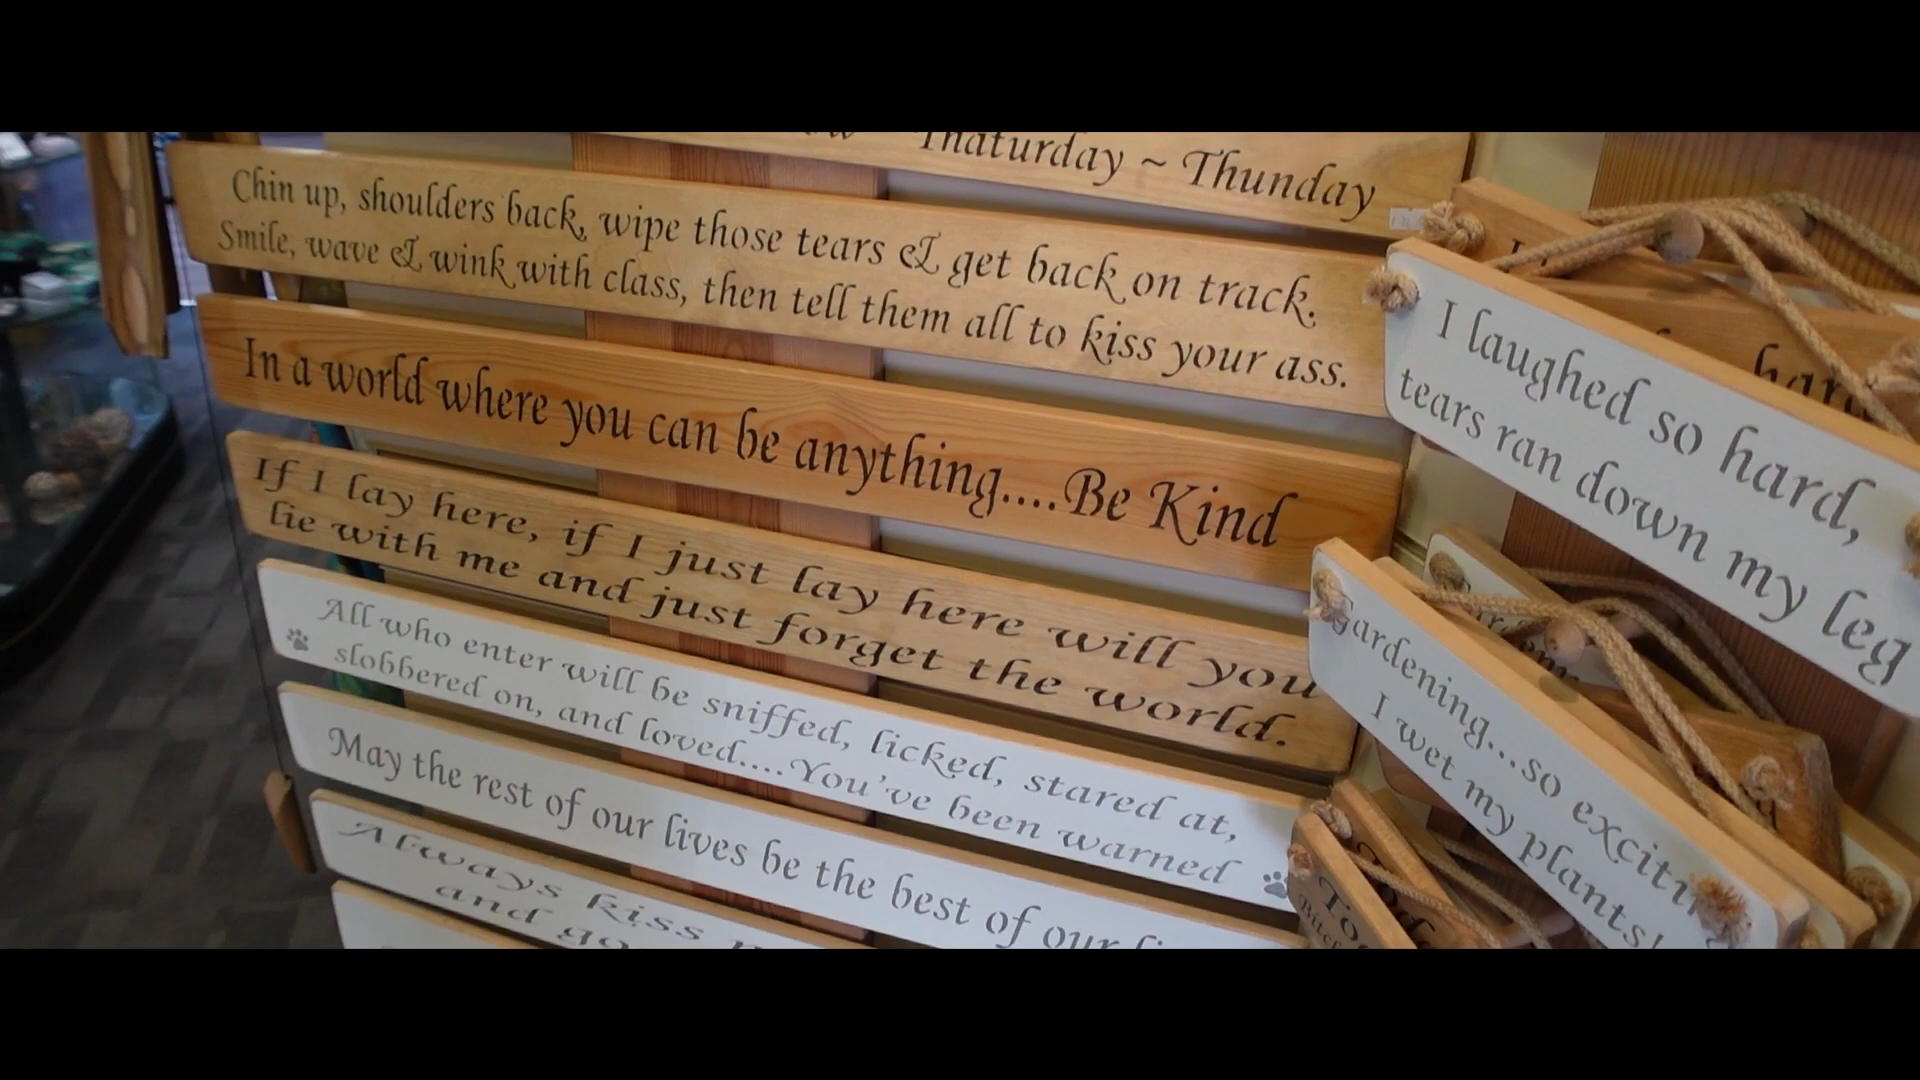 Thaturday ~ Thunday
Chin up, shoulders back, wipe those tears & get back on track.
Smile, wave & wink with class, then tell them all to kiss your ass.
In a world where you can be anything....Be Kind
If I lay here, if I just lay here will you
lie with me and just forget the world.
All who enter will be sniffed, licked, stared at,
slobbered on, and loved....You've been warned
May the rest of our lives be the best of our
Always kiss
and
I laughed so hard,
tears ran down my leg
gardening...so
I wet my plants!